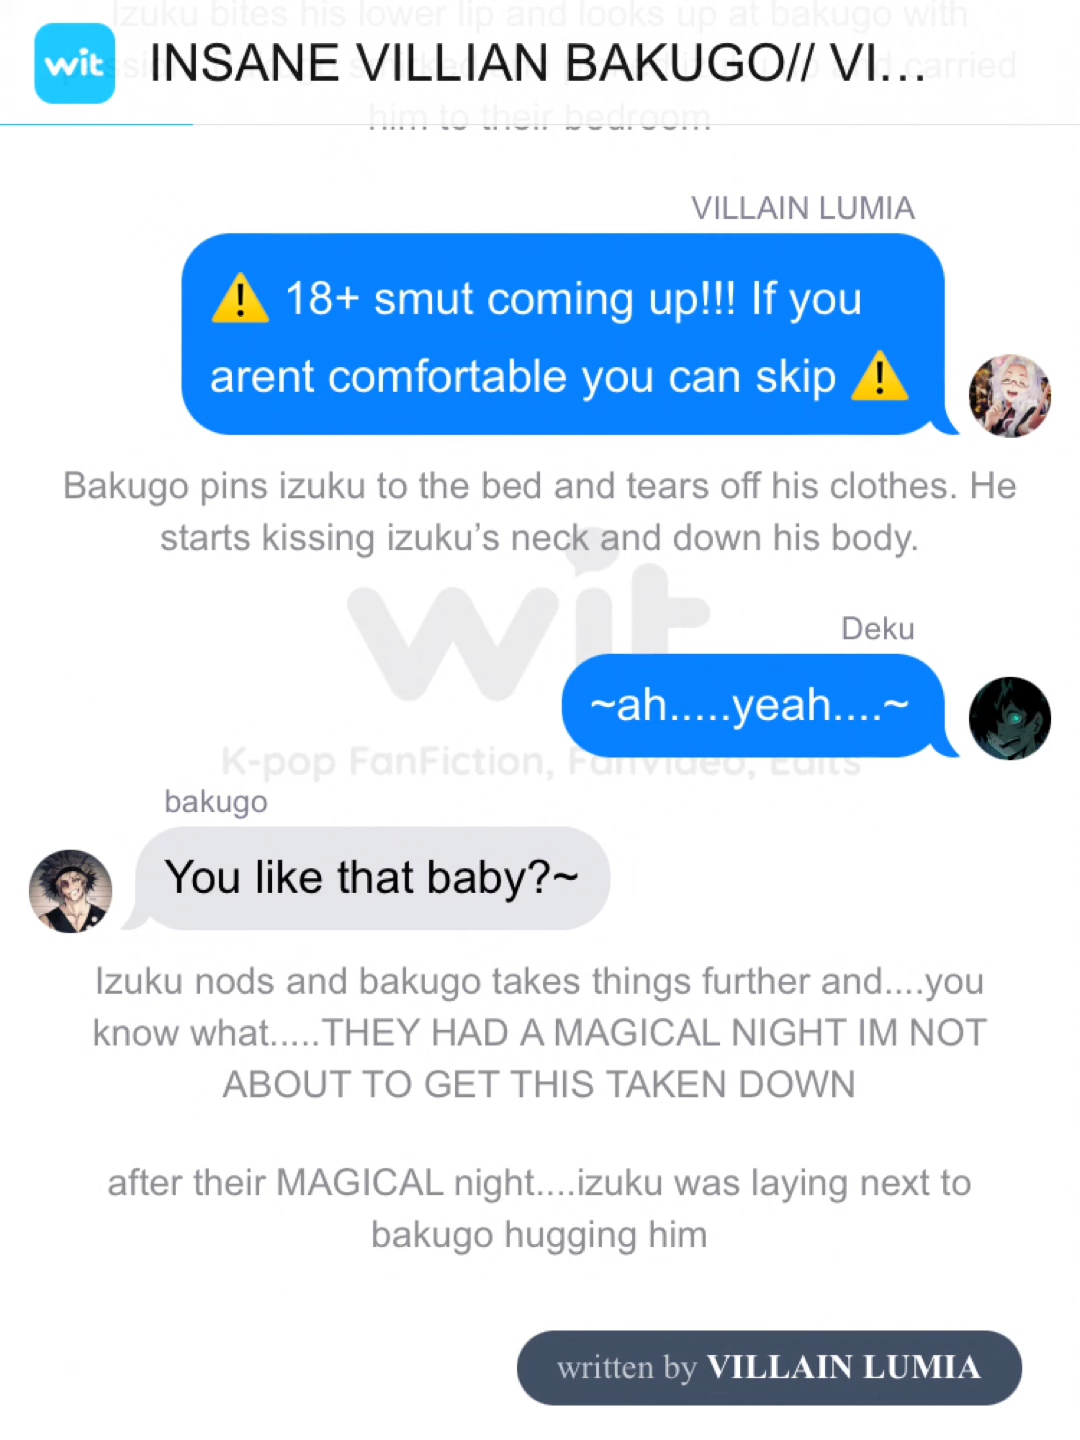 Izuku bites his lower lip and looks up at bakugo with
wit INSANE VILLIAN BAKUGO// VI...
and carried
him to their bedroom
VILLAIN LUMIA
⚠️ 18+ smut coming up!!! If you
arent comfortable you can skip ⚠️
Bakugo pins izuku to the bed and tears off his clothes. He
starts kissing izuku’s neck and down his body.
wit
Deku
~ah.....yeah....~
K-pop FanFiction, FanVideo, Edits
bakugo
You like that baby?~
Izuku nods and bakugo takes things further and....you
know what.....THEY HAD A MAGICAL NIGHT IM NOT
ABOUT TO GET THIS TAKEN DOWN
after their MAGICAL night....izuku was laying next to
bakugo hugging him
written by VILLAIN LUMIA